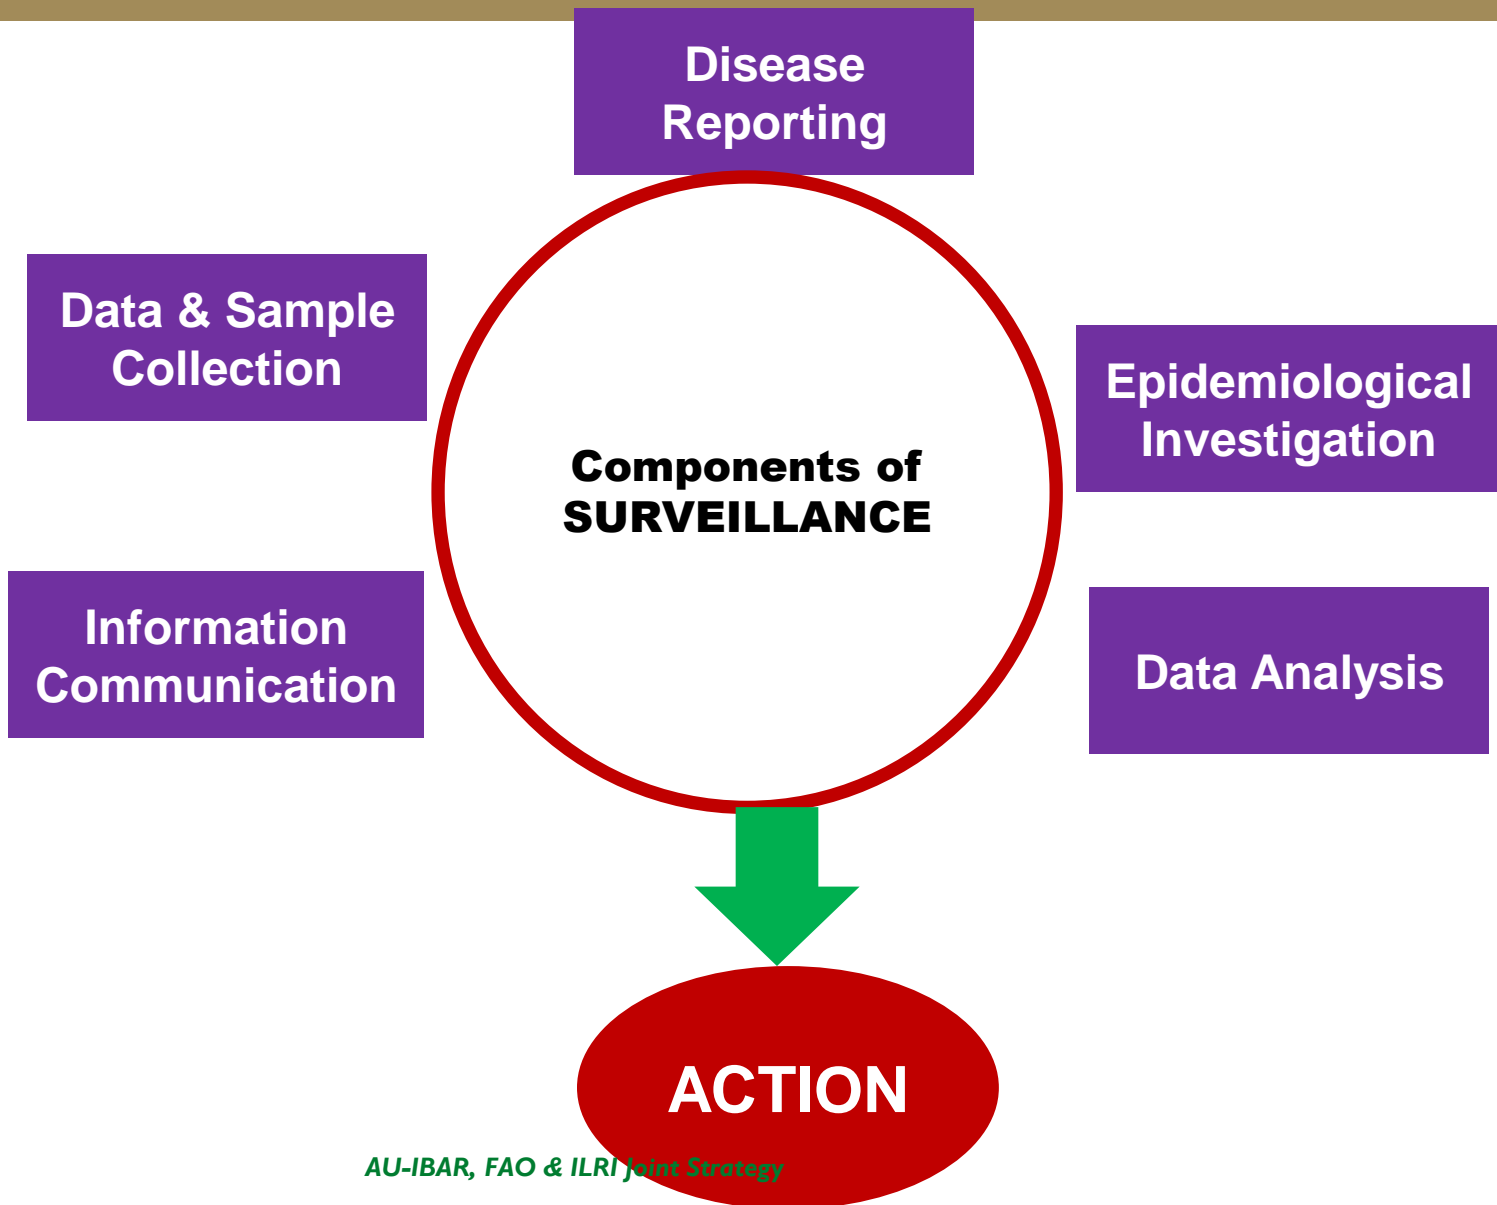 Disease
Reporting
Data & Sample
Collection
Epidemiological
Investigation
Components of
SURVEILLANCE
Information
Communication
Data Analysis
ACTION
AU-IBAR, FAO & ILRI Joint Strategy